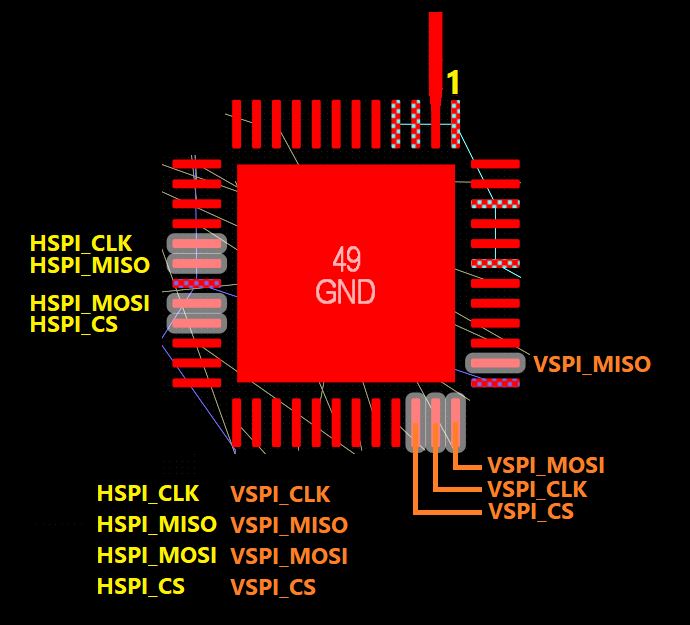 1
HSPI_CLK
HSPI_MISO
HSPI_MOSI
HSPI_CS
49
GND
VSPI_MISO
VSPI_MOSI
VSPI_CLK
VSPI_CS
HSPI_CLK VSPI_CLK
HSPI_MISO VSPI_MISO
HSPI_MOSI VSPI_MOSI
HSPI_CS VSPI_CS